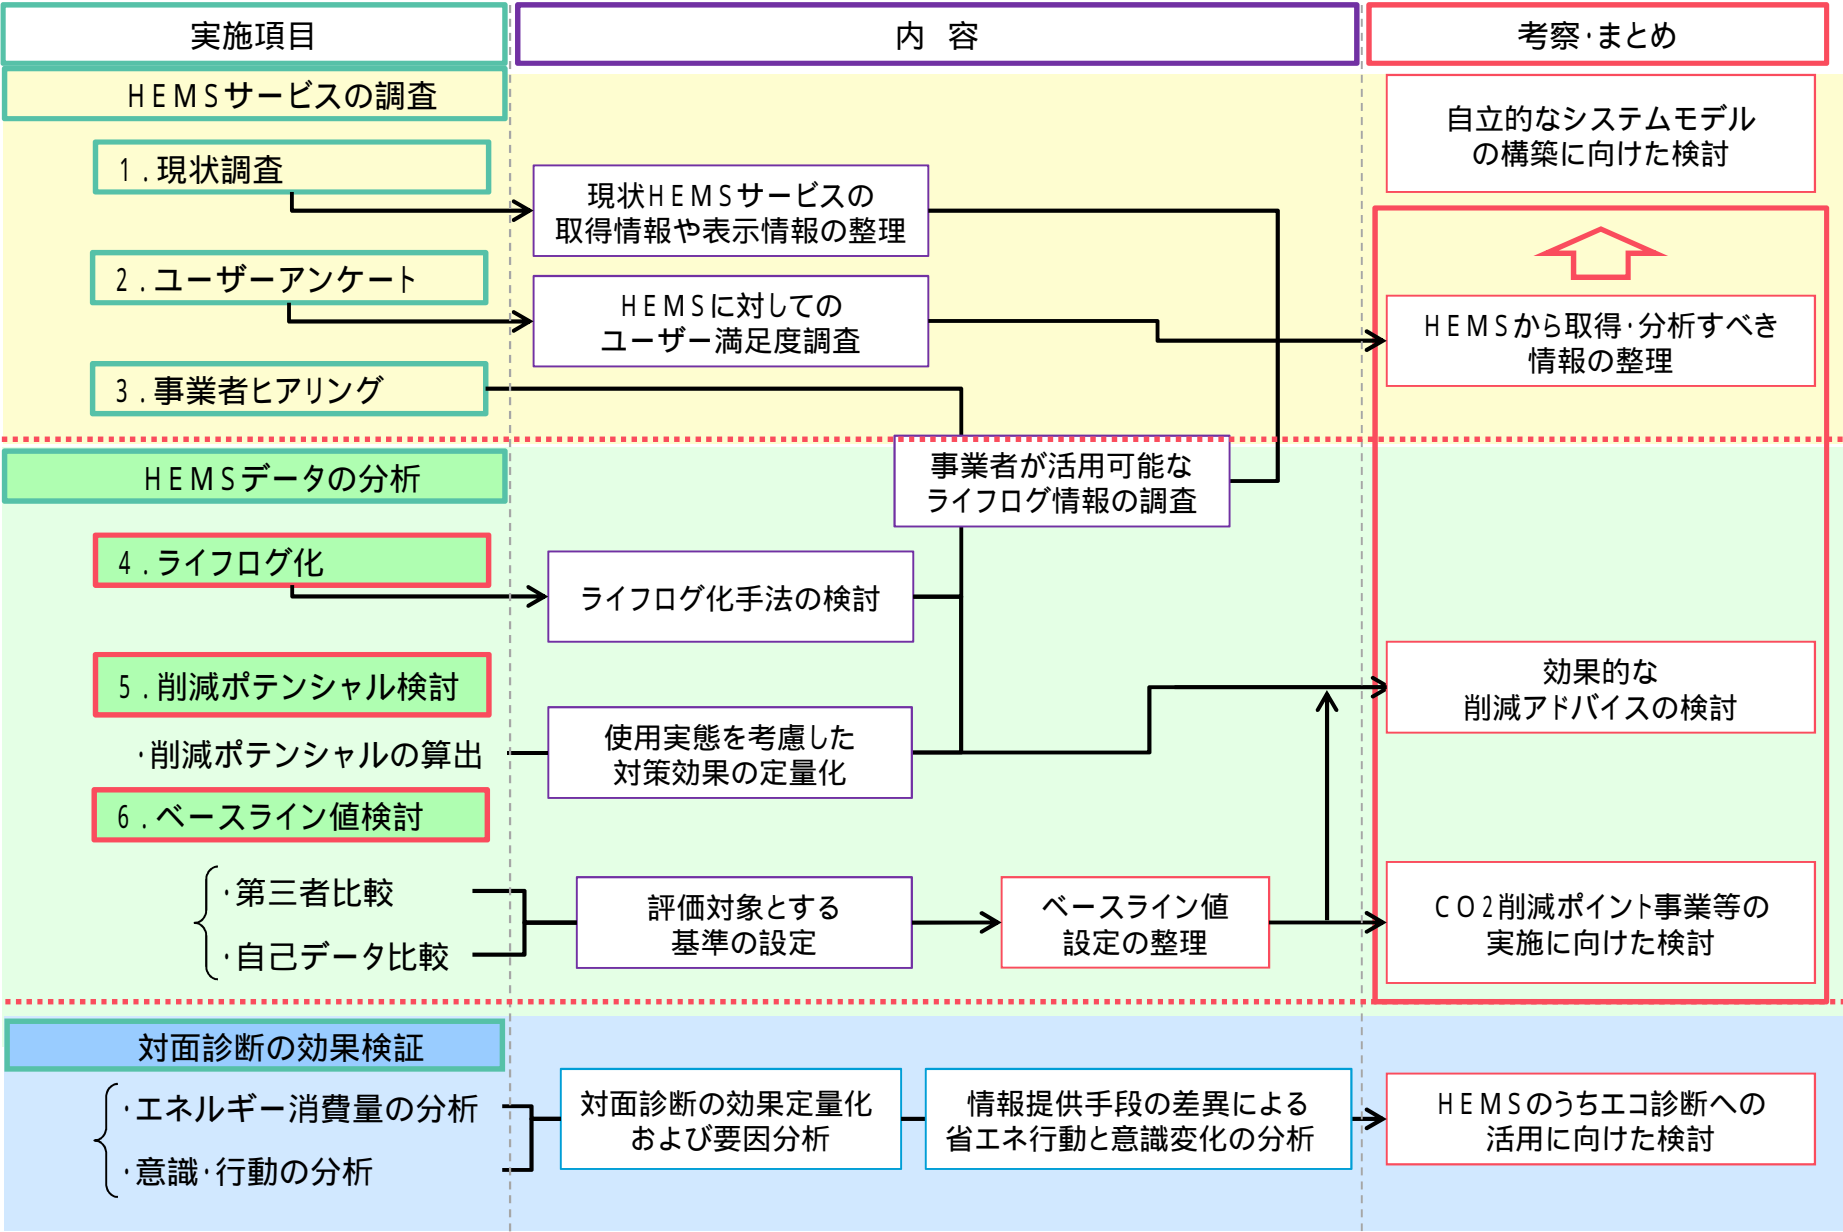 実施項目
内 容
考察・まとめ
HEMSサービスの調査
自立的なシステムモデル
の構築に向けた検討
1.現状調査
現状HEMSサービスの
取得情報や表示情報の整理
2.ユーザーアンケート
HEMSに対しての
ユーザー満足度調査
HEMSから取得・分析すべき
情報の整理
3.事業者ヒアリング
HEMSデータの分析
事業者が活用可能な
ライフログ情報の調査
4.ライフログ化
ライフログ化手法の検討
5.削減ポテンシャル検討
・削減ポテンシャルの算出
使用実態を考慮した
対策効果の定量化
効果的な
削減アドバイスの検討
6.ベースライン値検討
・第三者比較
・自己データ比較
評価対象とする
基準の設定
ベースライン値
設定の整理
CO2削減ポイント事業等の
実施に向けた検討
対面診断の効果検証
・エネルギー消費量の分析
・意識・行動の分析
対面診断の効果定量化
および要因分析
情報提供手段の差異による
省エネ行動と意識変化の分析
HEMSのうちエコ診断への
活用に向けた検討